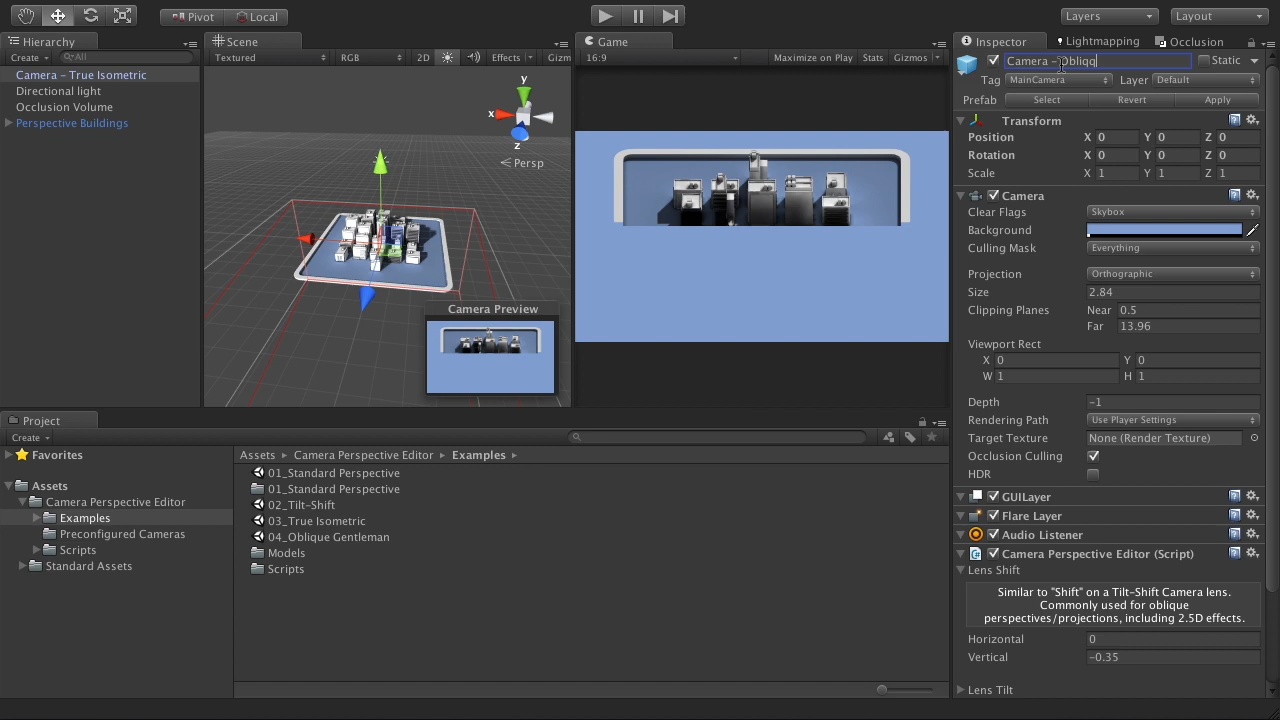 Pivot Local Layers Layout
Hierarchy
Create All
Camera – True Isometric
Directional light
Occlusion Volume
Perspective Buildings
Scene
Textured RGB 2D Effects Gizm
y
x
z
Persp
Camera Preview
Game
16:9 Maximize on Play Stats Gizmos
Inspector Lightmapping Occlusion
Camera – Obliqq Static
Tag MainCamera Layer Default
Prefab Select Revert Apply
Transform
Position X 0 Y 0 Z 0
Rotation X 0 Y 0 Z 0
Scale X 1 Y 1 Z 1
Camera
Clear Flags Skybox
Background
Culling Mask Everything
Projection Orthographic
Size 2.84
Clipping Planes Near 0.5
Far 13.96
Viewport Rect
X 0 Y 0
W 1 H 1
Depth –1
Rendering Path Use Player Settings
Target Texture None (Render Texture)
Occlusion Culling
HDR
GUILayer
Flare Layer
Audio Listener
Camera Perspective Editor (Script)
Lens Shift
Similar to "Shift" on a Tilt-Shift Camera lens.
Commonly used for oblique
perspectives/projections, including 2.5D effects.
Horizontal 0
Vertical –0.35
Lens Tilt
Project
Create
Favorites
Assets
Camera Perspective Editor
Examples
Preconfigured Cameras
Scripts
Standard Assets
Assets Camera Perspective Editor Examples
01_Standard Perspective
01_Standard Perspective
02_Tilt-Shift
03_True Isometric
04_Oblique Gentleman
Models
Scripts